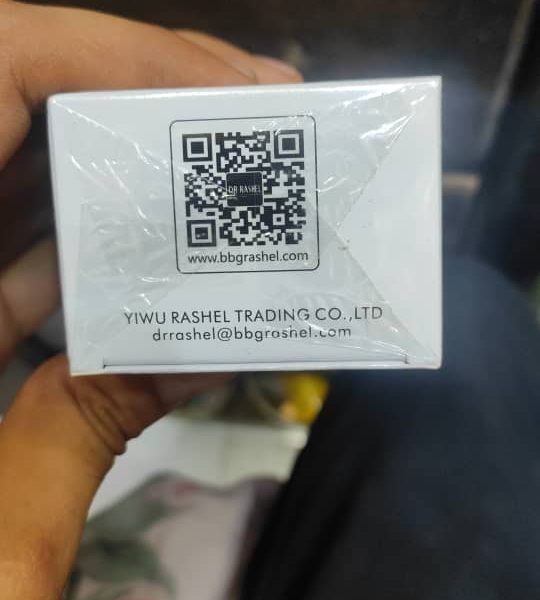 DR RASHEL
www.bbgrashel.com
YIWU RASHEL TRADING CO.,LTD
drrashel@bbgrashel.com